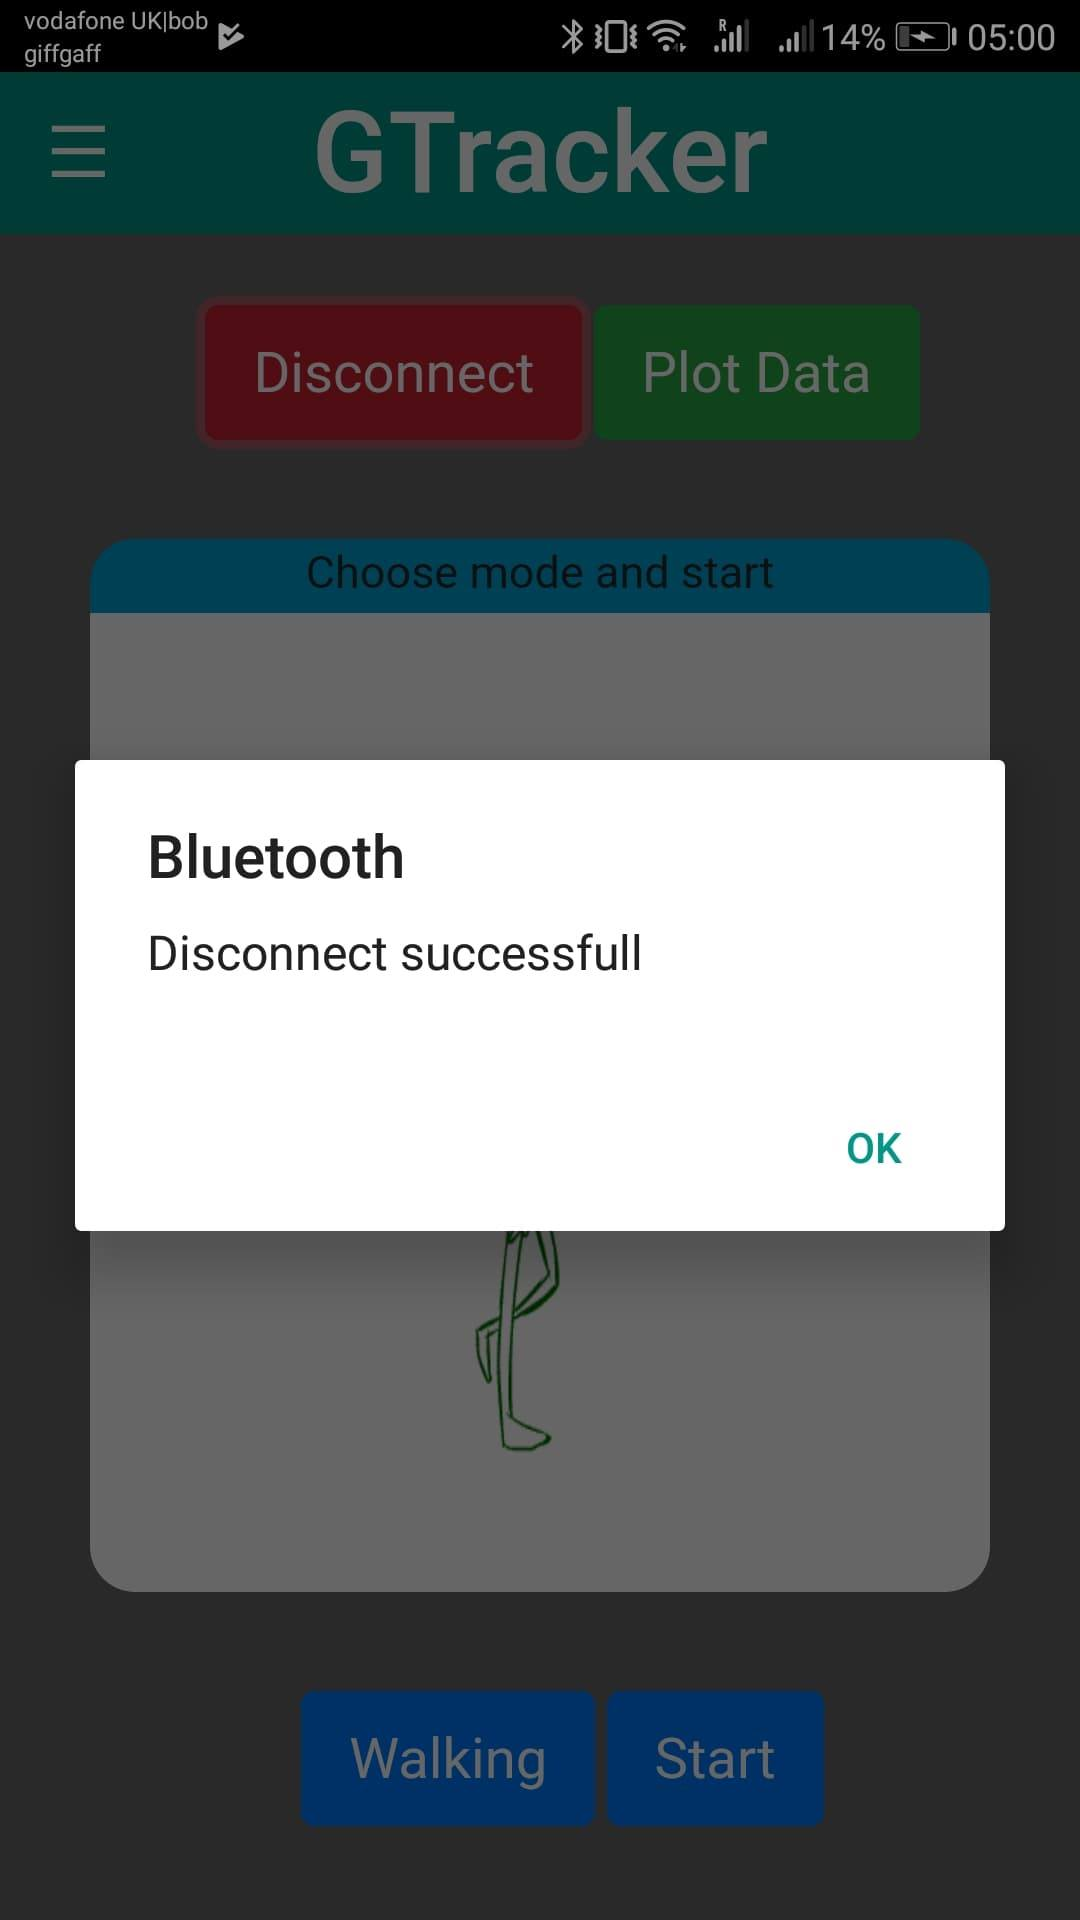 vodafone UK|bob
giffgaff
R
14%
05:00
GTracker
Disconnect
Plot Data
Choose mode and start
Bluetooth
Disconnect successfull
OK
Walking
Start